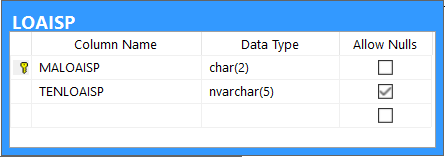 LOAISP
Column Name Data Type Allow Nulls
MALOAISP char(2)
TENLOAISP nvarchar(5)